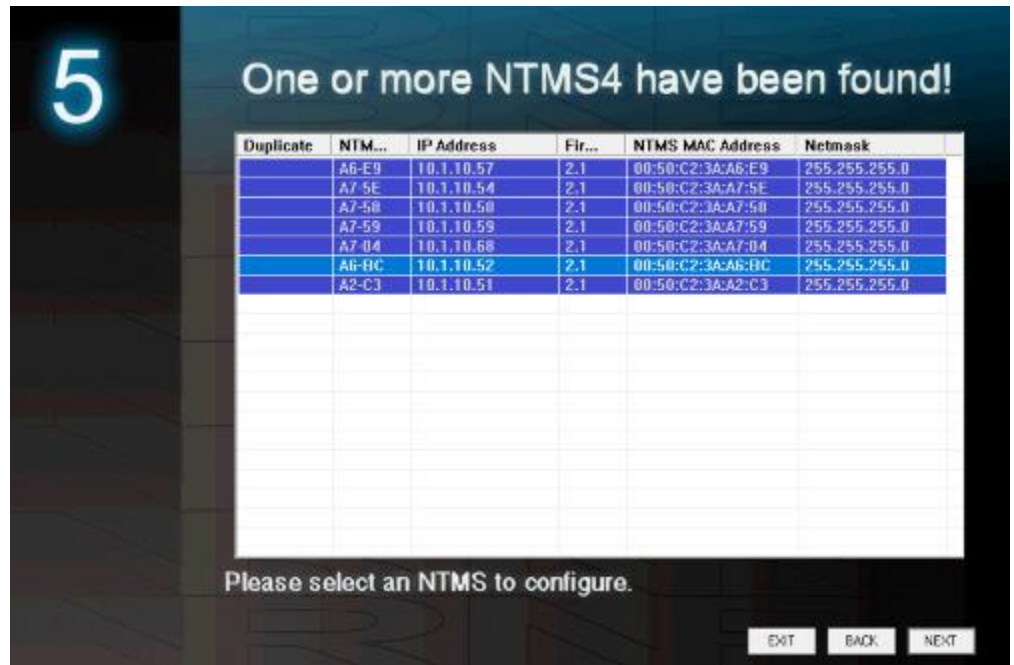 5
One or more NTMS4 have been found!
Duplicate NTM... IP Address Fir... NTMS MAC Address Netmask
A6-E9 10.1.10.57 2.1 00:50:C2:3A:A6:E9 255.255.255.0
A7-5E 10.1.10.54 2.1 00:50:C2:3A:A7:5E 255.255.255.0
A7-58 10.1.10.58 2.1 00:50:C2:3A:A7:58 255.255.255.0
A7-59 10.1.10.59 2.1 00:50:C2:3A:A7:59 255.255.255.0
A7-04 10.1.10.68 2.1 00:50:C2:3A:A7:04 255.255.255.0
A6-BC 10.1.10.52 2.1 00:50:C2:3A:A6:BC 255.255.255.0
A2-C3 10.1.10.51 2.1 00:50:C2:3A:A2:C3 255.255.255.0
Please select an NTMS to configure.
EXIT BACK NEXT